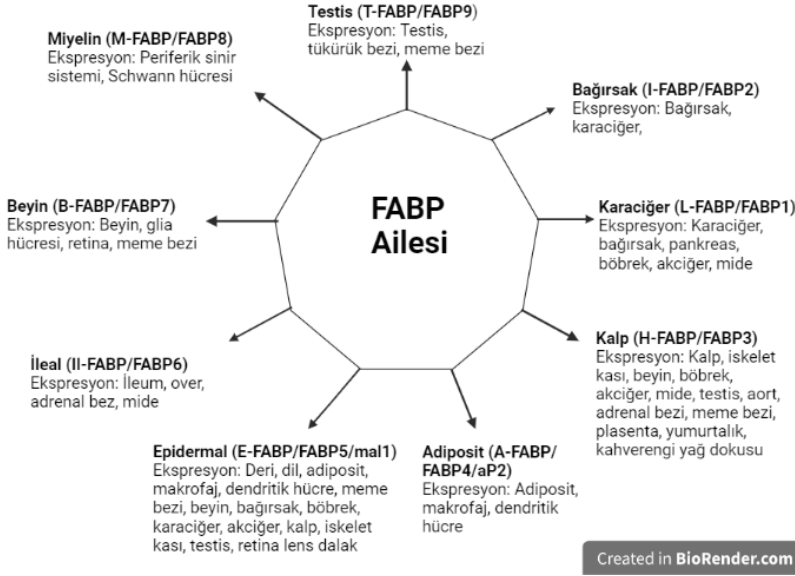 Testis (T-FABP/FABP9)
Ekspresyon: Testis,
tükürük bezi, meme bezi
Miyelin (M-FABP/FABP8)
Ekspresyon: Periferik sinir
sistemi, Schwann hücresi
Bağırsak (I-FABP/FABP2)
Ekspresyon: Bağırsak,
karaciğer,
Beyin (B-FABP/FABP7)
Ekspresyon: Beyin, glia
hücresi, retina, meme bezi
FABP
Ailesi
Karaciğer (L-FABP/FABP1)
Ekspresyon: Karaciğer,
bağırsak, pankreas,
böbrek, akciğer, mide
İleal (Il-FABP/FABP6)
Ekspresyon: İleum, over,
adrenal bez, mide
Kalp (H-FABP/FABP3)
Ekspresyon: Kalp, iskelet
kası, beyin, böbrek,
akciğer, mide, testis, aort,
adrenal bezi, meme bezi,
plasenta, yumurtalık,
kahverengi yağ dokusu
Epidermal (E-FABP/FABP5/mal1)
Ekspresyon: Deri, dil, adiposit,
makrofaj, dendritik hücre, meme
bezi, beyin, bağırsak, böbrek,
karaciğer, akciğer, kalp, iskelet
kası, testis, retina lens dalak
Adiposit (A-FABP/
FABP4/aP2)
Ekspresyon: Adiposit,
makrofaj, dendritik
hücre
Created in BioRender.com